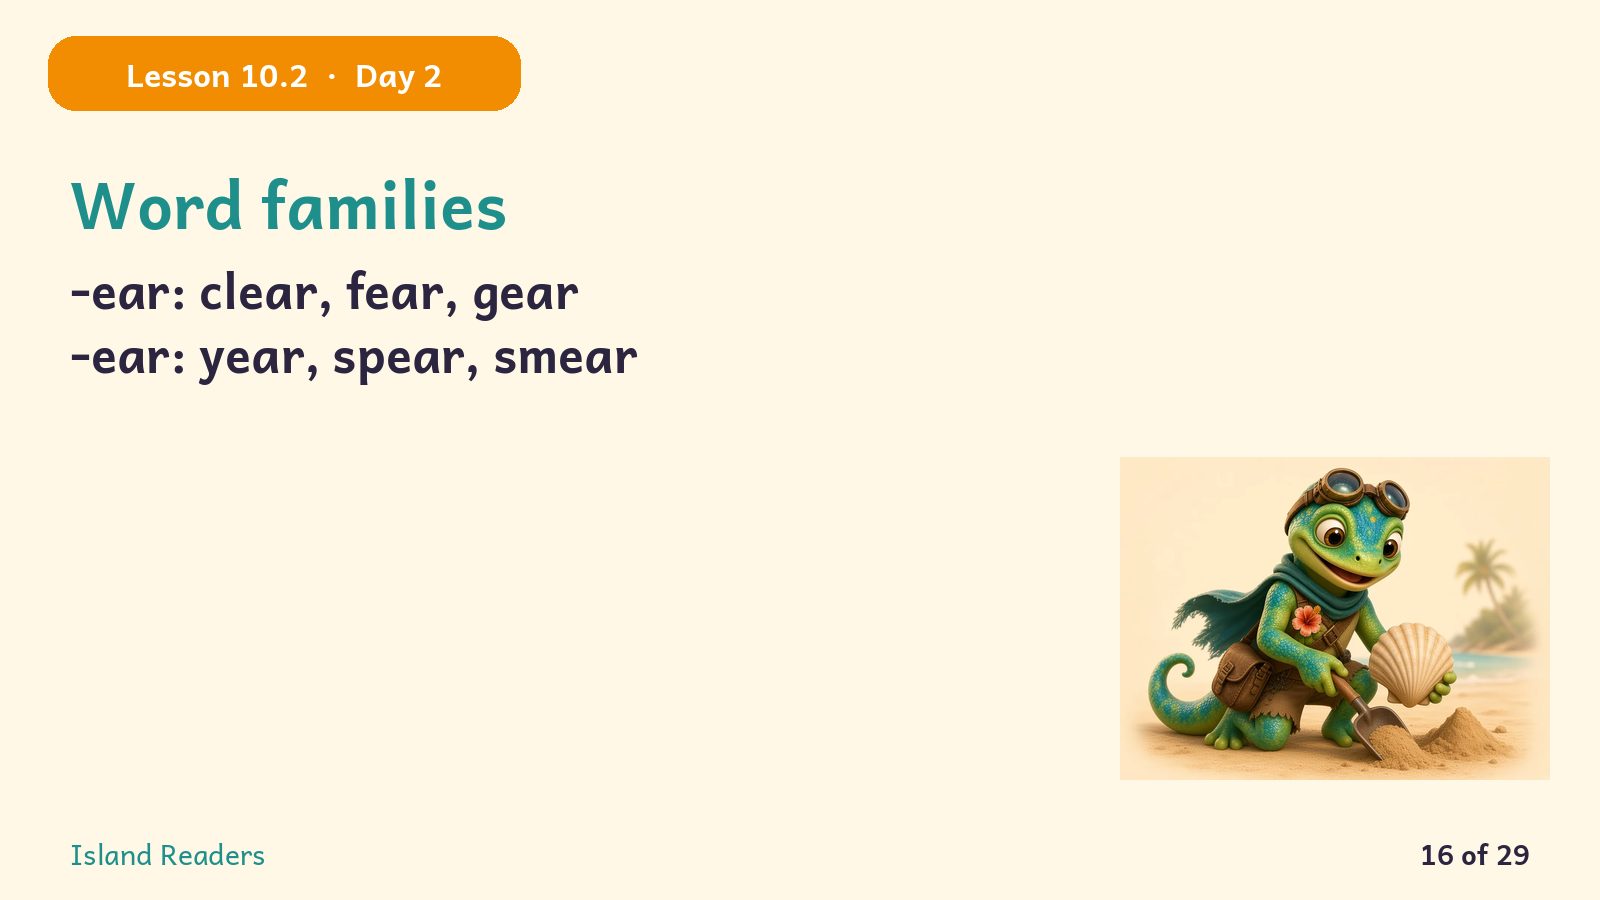 Lesson 10.2 · Day 2
Word families
-ear: clear, fear, gear
-ear: year, spear, smear
Island Readers
16 of 29